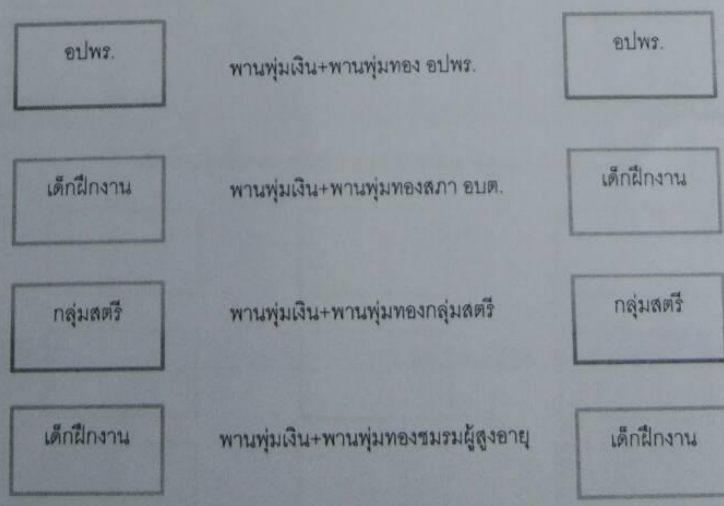 อปพร. พานพุ่มเงิน+พานพุ่มทอง อปพร. อปพร.
เด็กฝึกงาน พานพุ่มเงิน+พานพุ่มทองสภา อบต. เด็กฝึกงาน
กลุ่มสตรี พานพุ่มเงิน+พานพุ่มทองกลุ่มสตรี กลุ่มสตรี
เด็กฝึกงาน พานพุ่มเงิน+พานพุ่มทองชมรมผู้สูงอายุ เด็กฝึกงาน